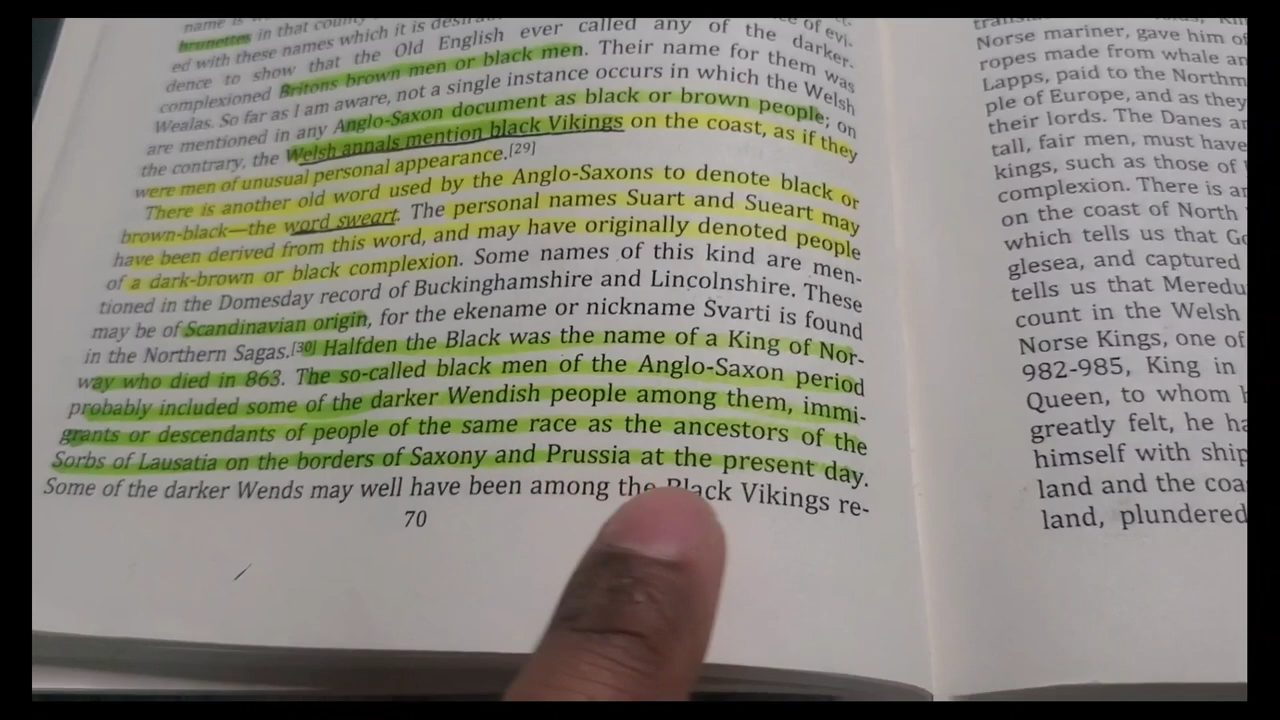 name is
brunettes in that county
ed with these names which it is of evi-
dence to show that the Old English ever called any of the darker-
complexioned Britons brown men or black men. Their name for them was
Wealas. So far as I am aware, not a single instance occurs in which the Welsh
are mentioned in any Anglo-Saxon document as black or brown people; on
the contrary, the Welsh annals mention black Vikings on the coast, as if they
were men of unusual personal appearance.[29]
There is another old word used by the Anglo-Saxons to denote black or
brown-black—the word sweart. The personal names Suart and Sueart may
have been derived from this word, and may have originally denoted people
of a dark-brown or black complexion. Some names of this kind are men-
tioned in the Domesday record of Buckinghamshire and Lincolnshire. These
may be of Scandinavian origin, for the ekename or nickname Svarti is found
in the Northern Sagas.[30] Halfden the Black was the name of a King of Nor-
way who died in 863. The so-called black men of the Anglo-Saxon period
probably included some of the darker Wendish people among them, immi-
grants or descendants of people of the same race as the ancestors of the
Sorbs of Lausatia on the borders of Saxony and Prussia at the present day.
Some of the darker Wends may well have been among the Black Vikings re-
70
Norse mariner, gave him of
ropes made from whale an
Lapps, paid to the Northm
ple of Europe, and as they
their lords. The Danes ar
tall, fair men, must have
kings, such as those of
complexion. There is an
on the coast of North
which tells us that Go
glesea, and captured
tells us that Meredu
count in the Welsh
Norse Kings, one of
982-985, King in
Queen, to whom h
greatly felt, he ha
himself with ship
land and the coa
land, plundered